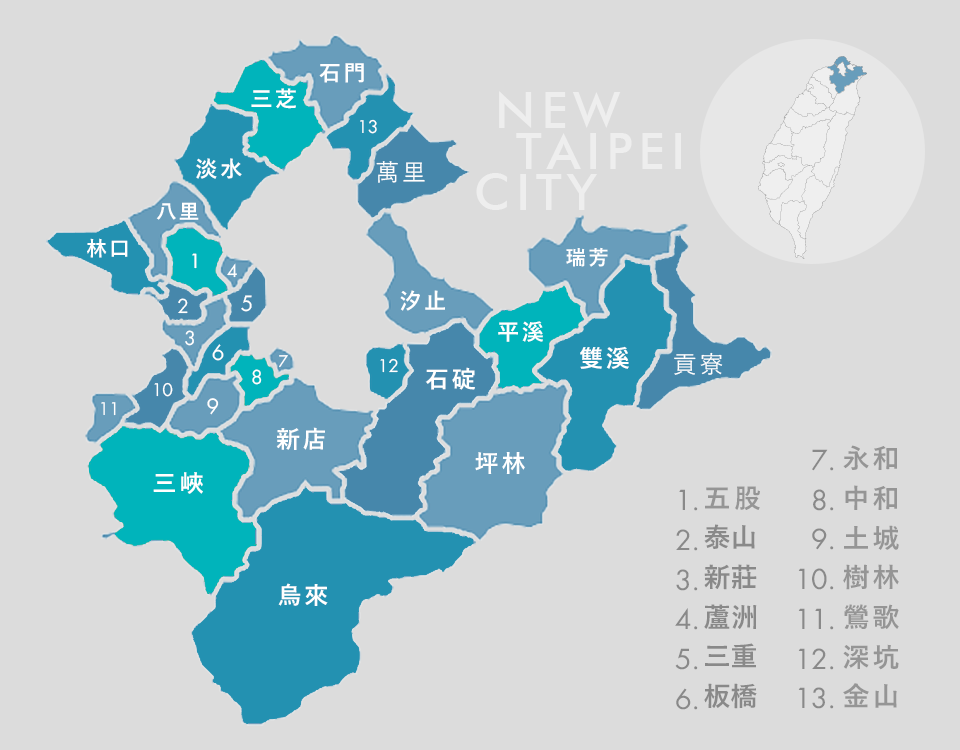 石門
三芝
13
淡水
萬里
NEW
TAIPEI
CITY
八里
林口
1
4
瑞芳
2
5
汐止
3
平溪
6
雙溪
7
12
貢寮
8
石碇
10
11
9
新店
坪林
三峽
烏來
1. 五股
2. 泰山
3. 新莊
4. 蘆洲
5. 三重
6. 板橋
7. 永和
8. 中和
9. 土城
10. 樹林
11. 鶯歌
12. 深坑
13. 金山